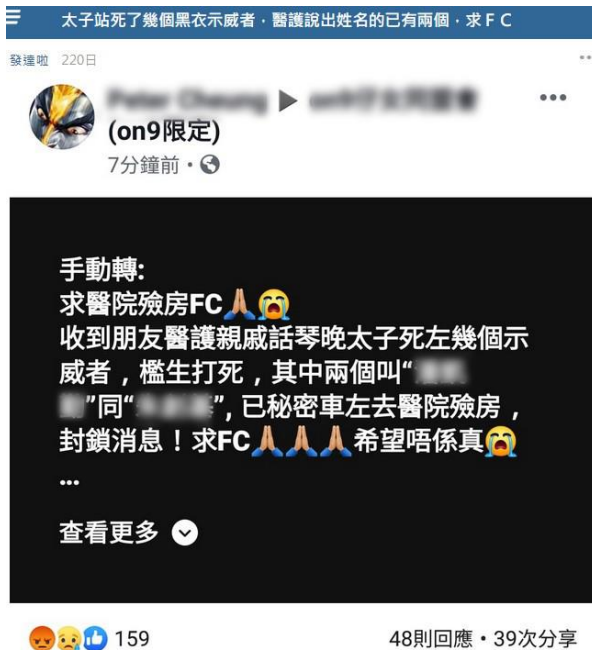 太子站死了幾個黑衣示威者．醫護說出姓名的已有兩個．求ＦＣ
發達啦 220日
(on9限定)
7分鐘前
手動轉:
求醫院殮房FC🙏😭
收到朋友醫護親戚話琴晚太子死左幾個示
威者，檻生打死，其中兩個叫“
”同“”, 已秘密車左去醫院殮房，
封鎖消息！求FC🙏🙏🙏希望唔係真😭
...
查看更多
159 48則回應・39次分享